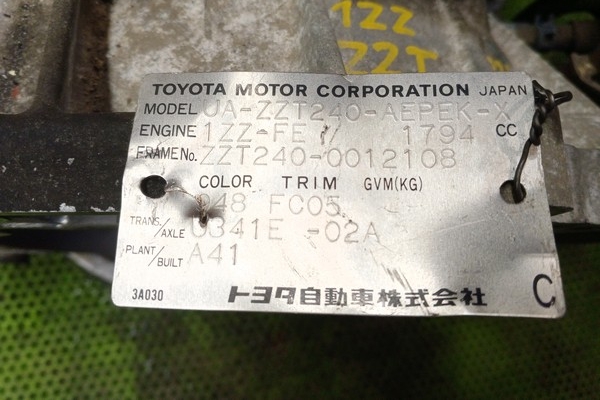 1ZZ
ZZT
TOYOTA MOTOR CORPORATION JAPAN
MODEL UA-ZZT240-AEPEK-X
ENGINE 1ZZ-FE // 1794 CC
FRAME No. ZZT240-0012108
COLOR TRIM GVM(KG)
048 FC05
TRANS./AXLE U341E -02A
PLANT/BUILT A41
3A030 トヨタ自動車株式会社 C